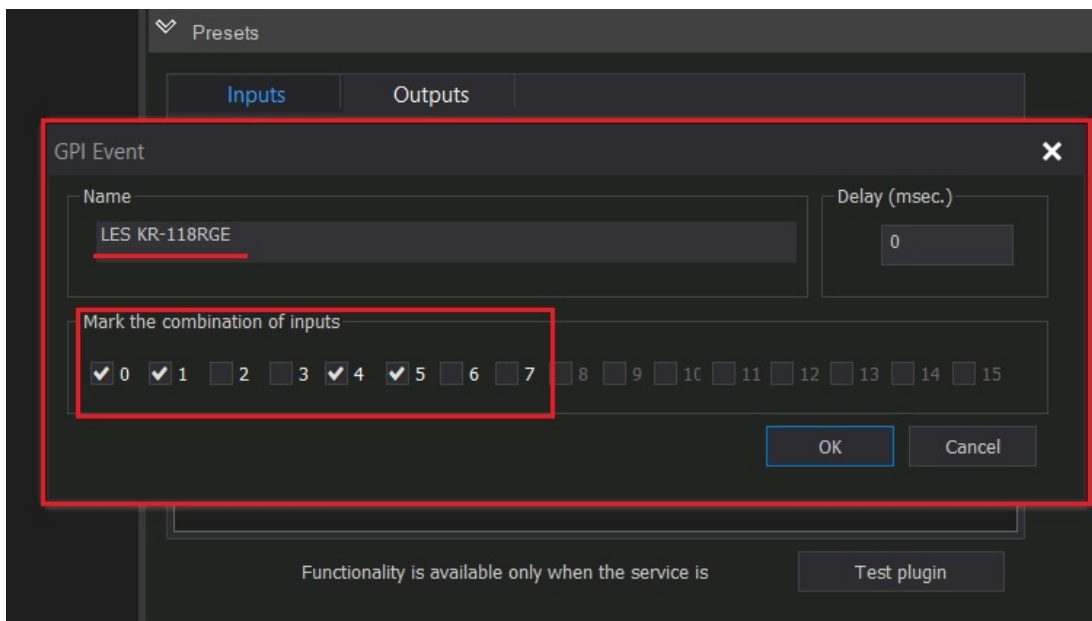 Presets
Inputs Outputs
GPI Event
Name Delay (msec.)
LES KR-118RGE 0
Mark the combination of inputs
0 1 2 3 4 5 6 7 8 9 10 11 12 13 14 15
OK Cancel
Functionality is available only when the service is Test plugin